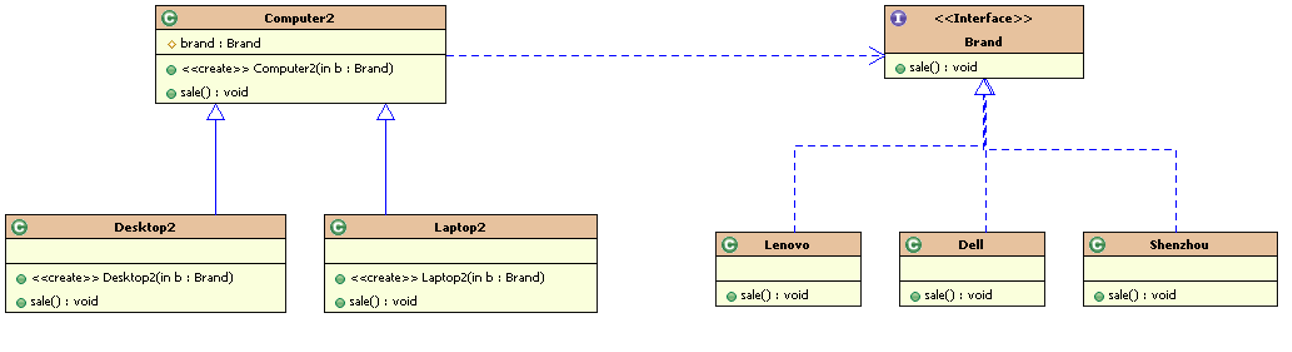 Computer2
brand : Brand
<<create>> Computer2(in b : Brand)
sale() : void
<<Interface>>
Brand
sale() : void
Desktop2
<<create>> Desktop2(in b : Brand)
sale() : void
Laptop2
<<create>> Laptop2(in b : Brand)
sale() : void
Lenovo
sale() : void
Dell
sale() : void
Shenzhou
sale() : void